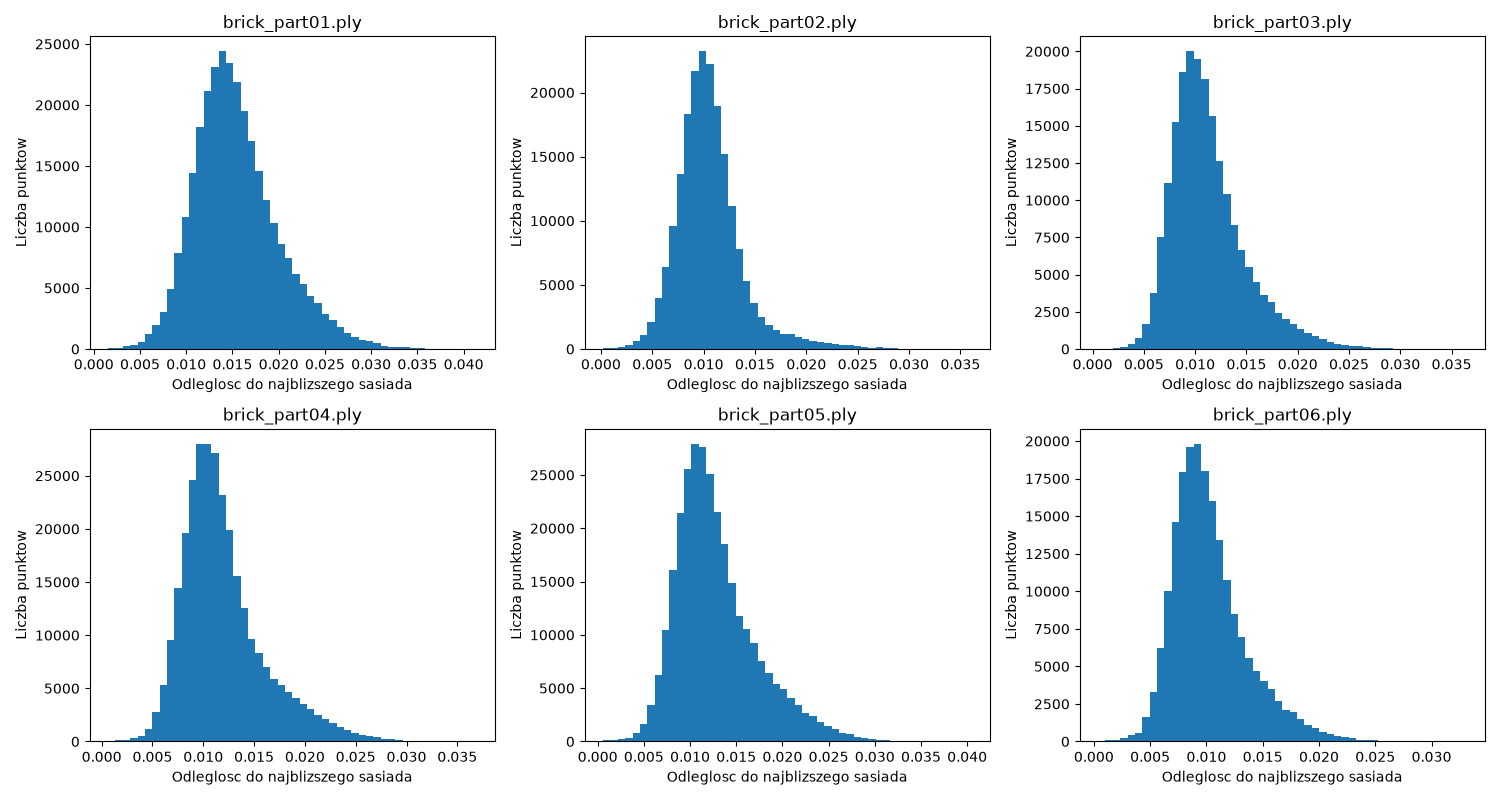 brick_part01.ply
brick_part02.ply
brick_part03.ply
25000
20000
15000
10000
5000
0
Liczba punktow
0.000 0.005 0.010 0.015 0.020 0.025 0.030 0.035 0.040
Odleglosc do najblizszego sasiada
20000
15000
10000
5000
0
Liczba punktow
0.000 0.005 0.010 0.015 0.020 0.025 0.030 0.035
Odleglosc do najblizszego sasiada
20000
17500
15000
12500
10000
7500
5000
2500
0
Liczba punktow
0.000 0.005 0.010 0.015 0.020 0.025 0.030 0.035
Odleglosc do najblizszego sasiada
brick_part04.ply
brick_part05.ply
brick_part06.ply
25000
20000
15000
10000
5000
0
Liczba punktow
0.000 0.005 0.010 0.015 0.020 0.025 0.030 0.035
Odleglosc do najblizszego sasiada
25000
20000
15000
10000
5000
0
Liczba punktow
0.000 0.005 0.010 0.015 0.020 0.025 0.030 0.035 0.040
Odleglosc do najblizszego sasiada
20000
17500
15000
12500
10000
7500
5000
2500
0
Liczba punktow
0.000 0.005 0.010 0.015 0.020 0.025 0.030
Odleglosc do najblizszego sasiada